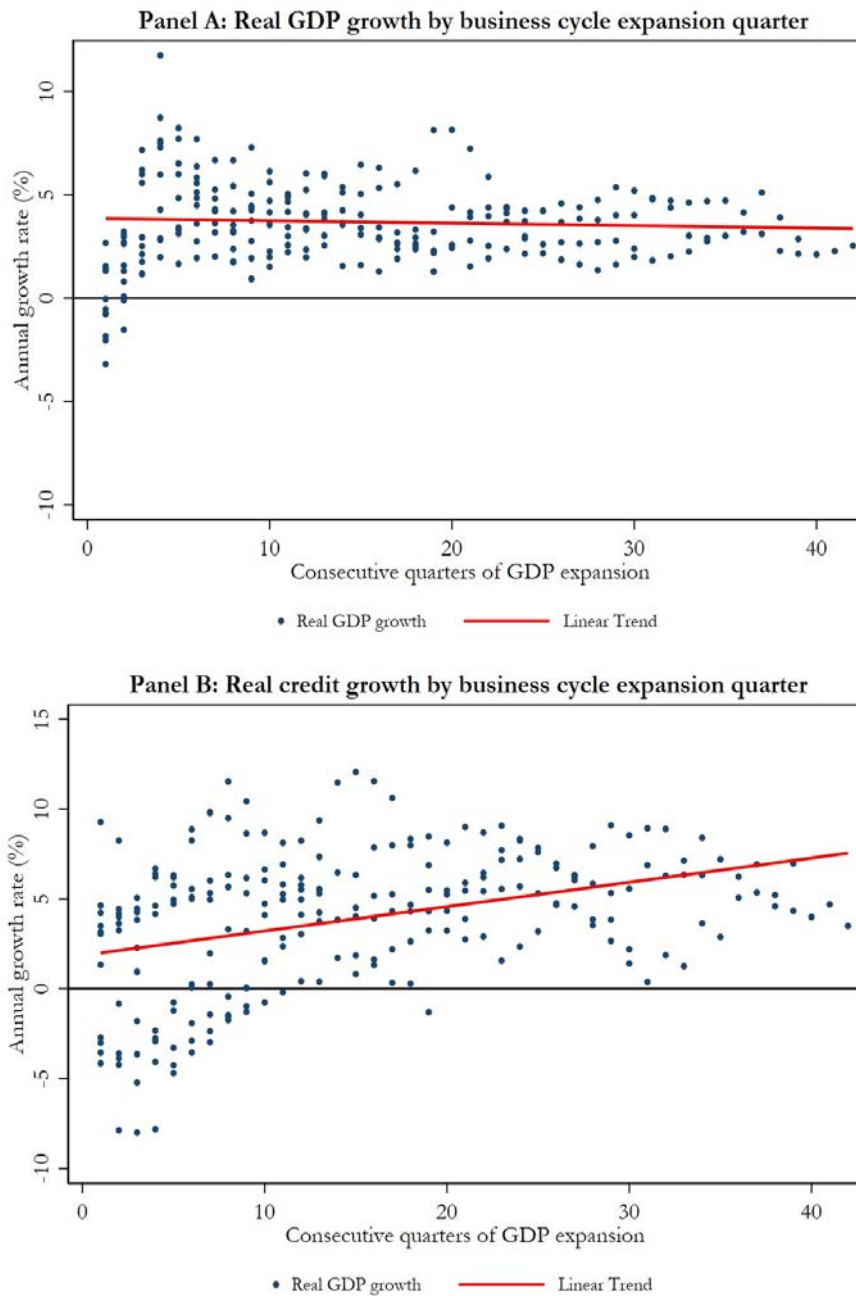 Panel A: Real GDP growth by business cycle expansion quarter
Annual growth rate (%)
10
5
0
-5
-10
0 10 20 30 40
Consecutive quarters of GDP expansion
Real GDP growth Linear Trend
Panel B: Real credit growth by business cycle expansion quarter
Annual growth rate (%)
15
10
5
0
-5
-10
0 10 20 30 40
Consecutive quarters of GDP expansion
Real GDP growth Linear Trend